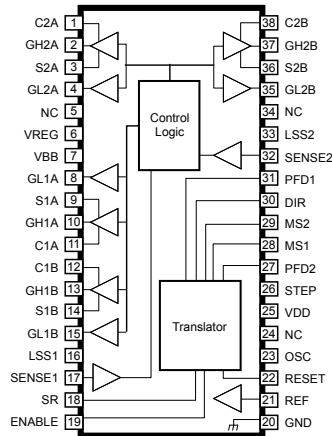 C2A 1
GH2A 2
S2A 3
GL2A 4
NC 5
VREG 6
VBB 7
GL1A 8
S1A 9
GH1A 10
C1A 11
C1B 12
GH1B 13
S1B 14
GL1B 15
LSS1 16
SENSE1 17
SR 18
ENABLE 19
Control
Logic
Translator
38 C2B
37 GH2B
36 S2B
35 GL2B
34 NC
33 LSS2
32 SENSE2
31 PFD1
30 DIR
29 MS2
28 MS1
27 PFD2
26 STEP
25 VDD
24 NC
23 OSC
22 RESET
21 REF
20 GND